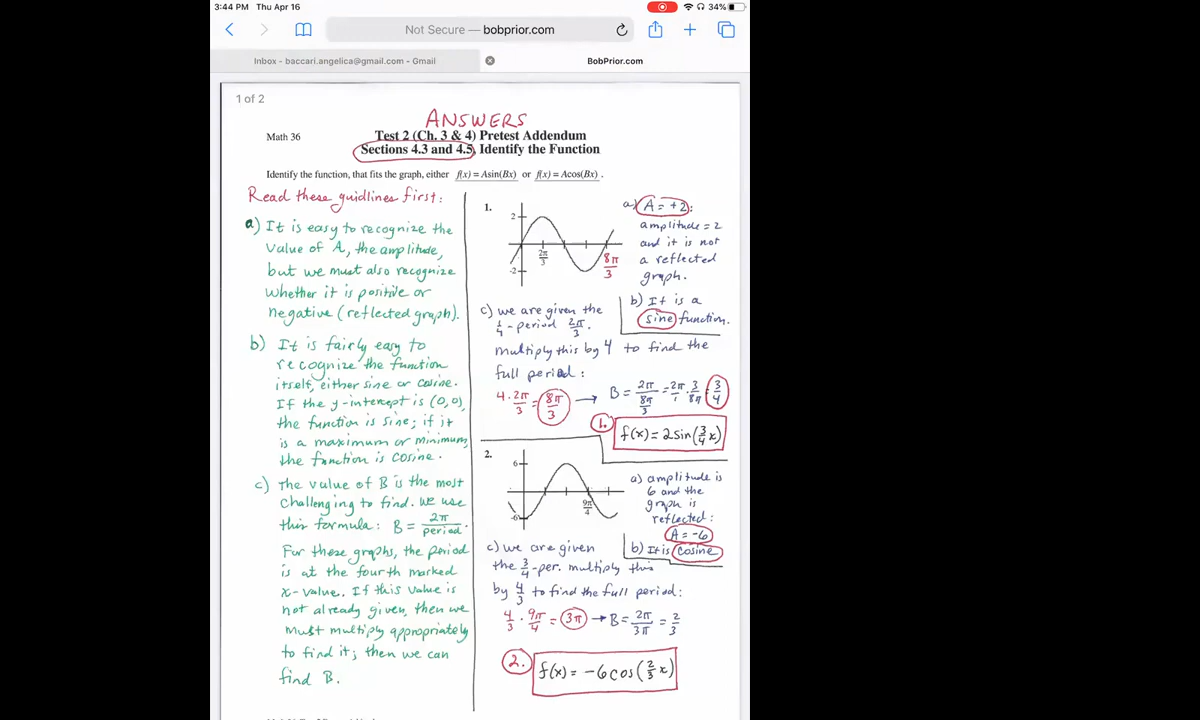 3:44 PM Thu Apr 16
34%
Not Secure — bobprior.com
Inbox - baccari.angelica@gmail.com - Gmail
BobPrior.com
1 of 2
ANSWERS
Math 36
Test 2 (Ch. 3 & 4) Pretest Addendum
Sections 4.3 and 4.5, Identify the Function
Identify the function, that fits the graph, either f(x) = Asin(Bx) or f(x) = Acos(Bx).
Read these guidlines first:
a) It is easy to recognize the
value of A, the amplitude,
but we must also recognize
whether it is positive or
negative (reflected graph).
b) It is fairly easy to
recognize the function
itself, either sine or cosine.
If the y-intercept is (0,0),
the function is sine; if it
is a maximum or minimum,
the function is cosine.
c) The value of B is the most
challenging to find. We use
this formula: B = 2π/period.
For these graphs, the period
is at the fourth marked
x-value. If this value is
not already given, then we
must multiply appropriately
to find it; then we can
find B.
1.
2
-2
2π/3
8π/3
a) A = +2:
amplitude = 2
and it is not
a reflected
graph.
b) It is a
sine function.
c) we are given the
1/4-period 2π/3.
multiply this by 4 to find the
full period:
4 · 2π/3 = 8π/3 → B = 2π/(8π/3) = 2π/1 · 3/8π = 3/4
1. f(x) = 2sin(3/4 x)
2.
6
-6
9π/4
a) amplitude is
6 and the
graph is
reflected:
A = -6
b) It is cosine
c) we are given
the 3/4-per. multiply this
by 4/3 to find the full period:
4/3 · 9π/4 = 3π → B = 2π/3π = 2/3
2. f(x) = -6cos(2/3 x)